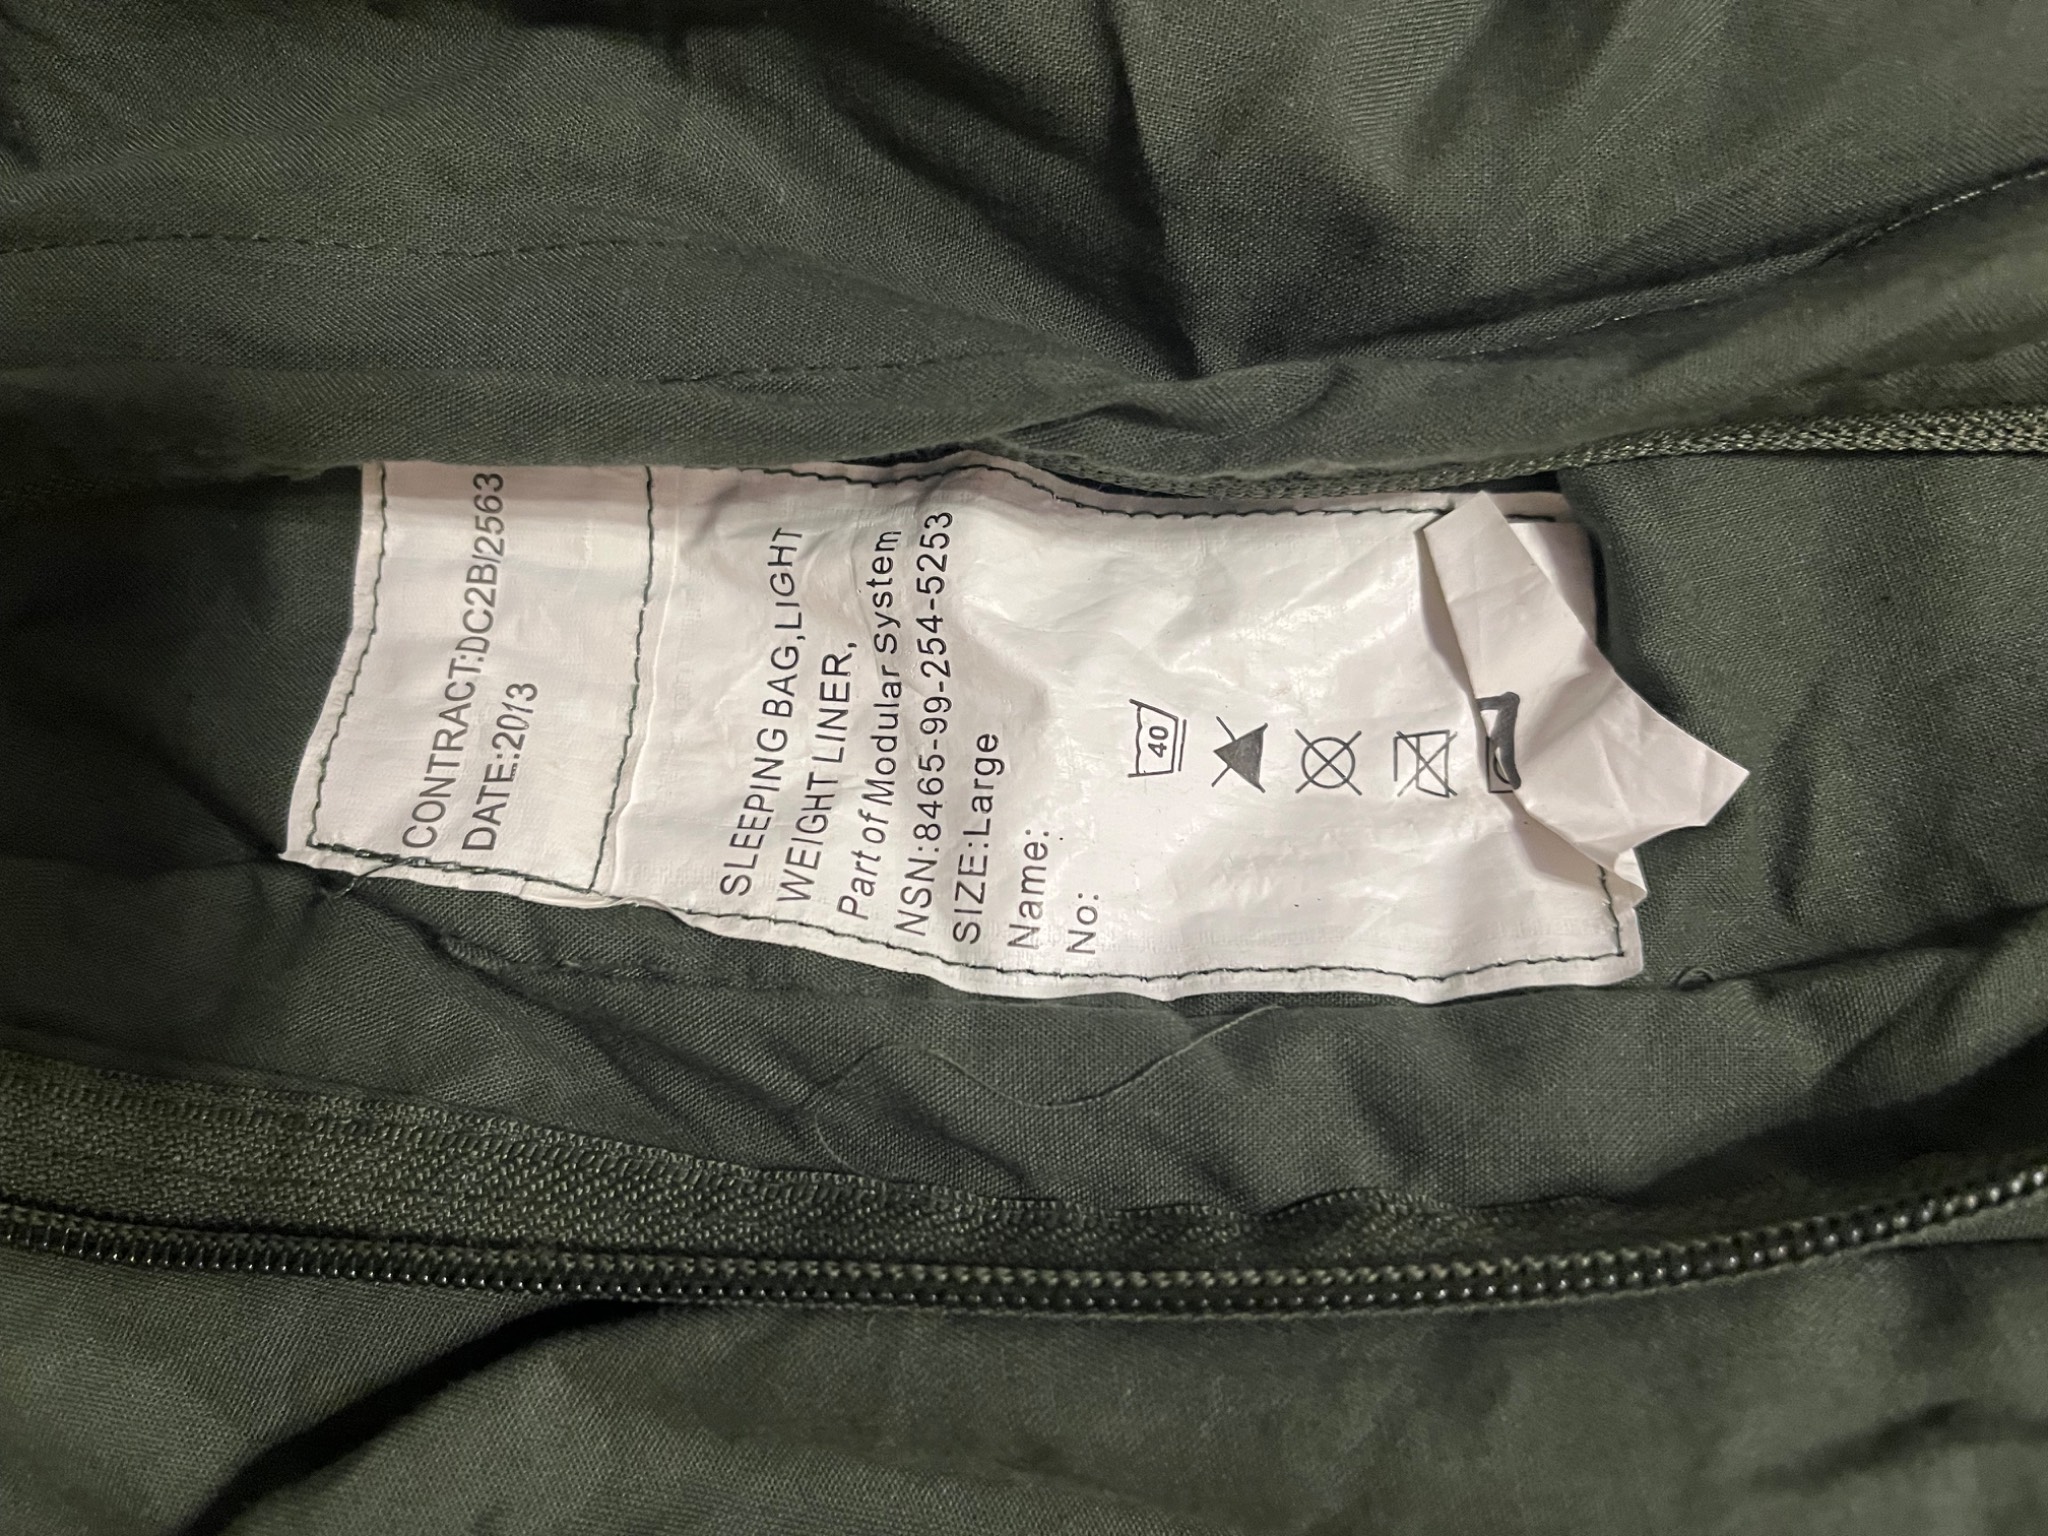 CONTRACT:DC2B/2563
DATE:2013
SLEEPING BAG,LIGHT
WEIGHT LINER,
Part of Modular System
NSN:8465-99-254-5253
SIZE:Large
Name:
No:
40